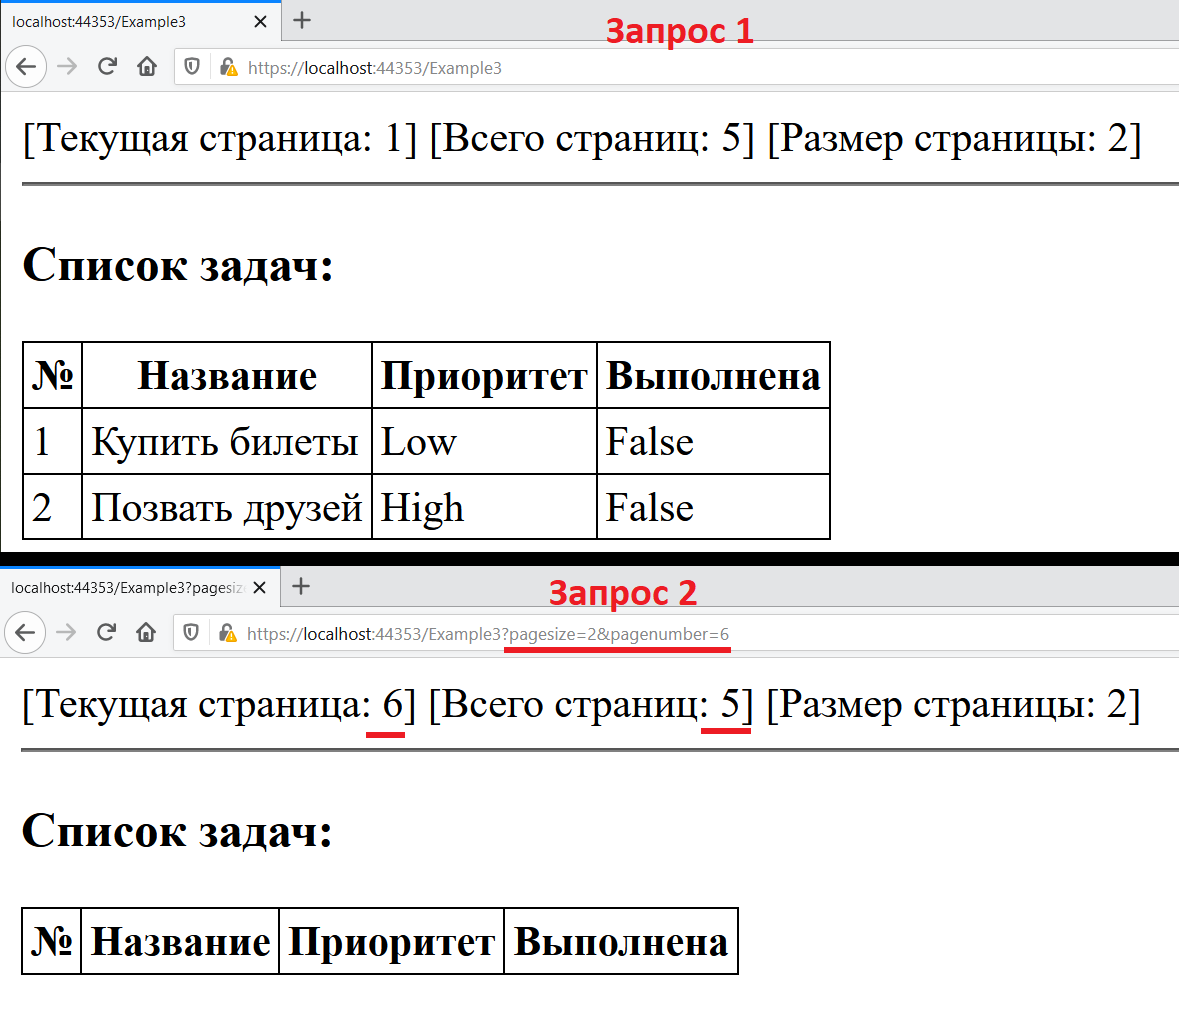 localhost:44353/Example3
Запрос 1
https://localhost:44353/Example3
[Текущая страница: 1] [Всего страниц: 5] [Размер страницы: 2]
Список задач:
№ Название Приоритет Выполнена
1 Купить билеты Low False
2 Позвать друзей High False
localhost:44353/Example3?pagesize
Запрос 2
https://localhost:44353/Example3?pagesize=2&pagenumber=6
[Текущая страница: 6] [Всего страниц: 5] [Размер страницы: 2]
Список задач:
№ Название Приоритет Выполнена